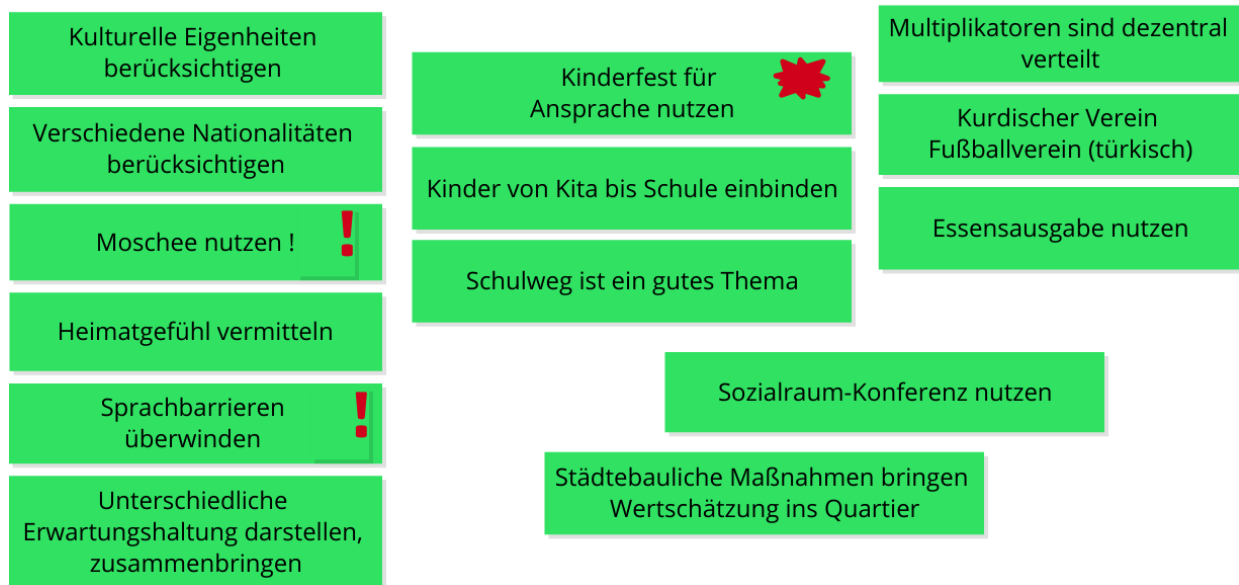 Kulturelle Eigenheiten
berücksichtigen
Verschiedene Nationalitäten
berücksichtigen
Moschee nutzen !
!
Heimatgefühl vermitteln
Sprachbarrieren
überwinden
!
Unterschiedliche
Erwartungshaltung darstellen,
zusammenbringen
Kinderfest für
Ansprache nutzen
Kinder von Kita bis Schule einbinden
Schulweg ist ein gutes Thema
Multiplikatoren sind dezentral
verteilt
Kurdischer Verein
Fußballverein (türkisch)
Essensausgabe nutzen
Sozialraum-Konferenz nutzen
Städtebauliche Maßnahmen bringen
Wertschätzung ins Quartier